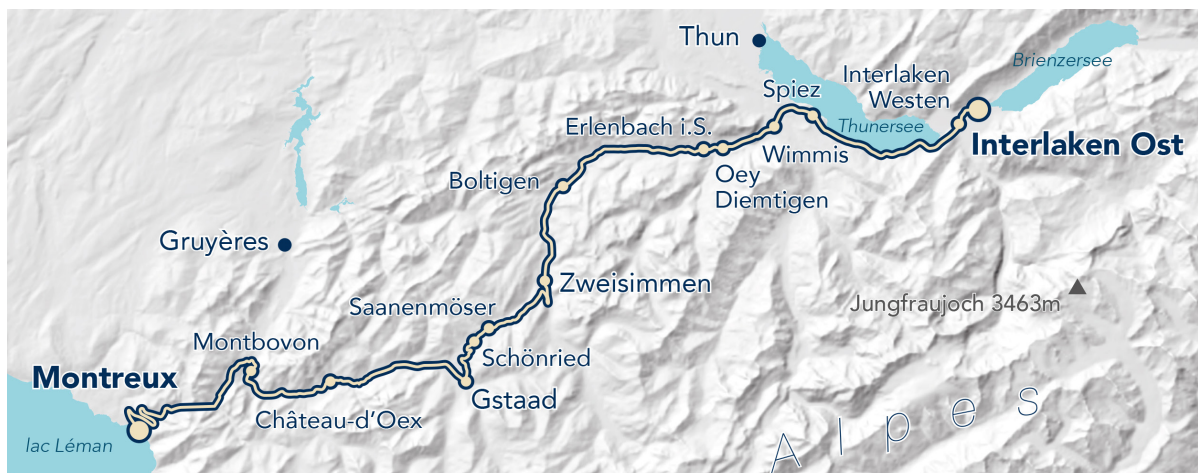 Thun
Brienzersee
Interlaken
Westen
Spiez
Thunersee
Erlenbach i.S.
Interlaken Ost
Wimmis
Oey
Diemtigen
Boltigen
Gruyères
Zweisimmen
Jungfraujoch 3463m
Saanenmöser
Montbovon
Schönried
Montreux
Gstaad
Château-d'Oex
Alpes
lac Léman